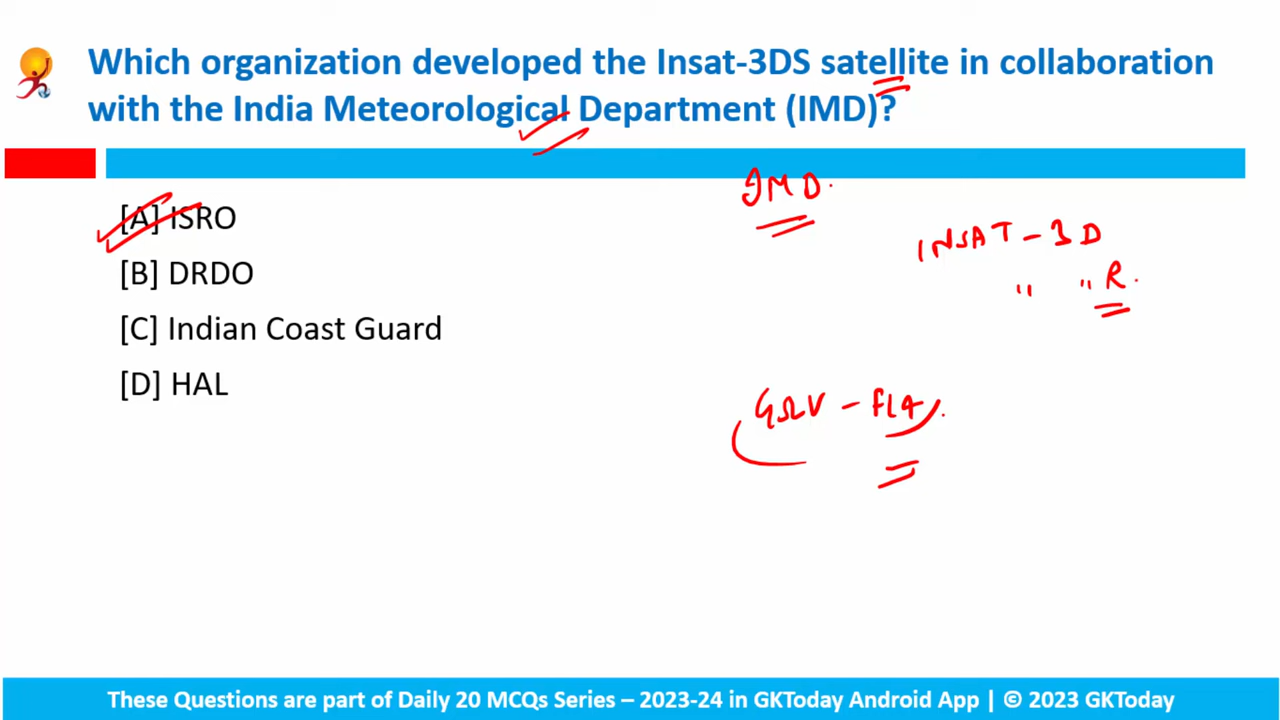 Which organization developed the Insat-3DS satellite in collaboration
with the India Meteorological Department (IMD)?
IMD.
[A] ISRO
INSAT-3D
" " R.
[B] DRDO
[C] Indian Coast Guard
[D] HAL
GSLV - F14.
These Questions are part of Daily 20 MCQs Series – 2023-24 in GKToday Android App | © 2023 GKToday